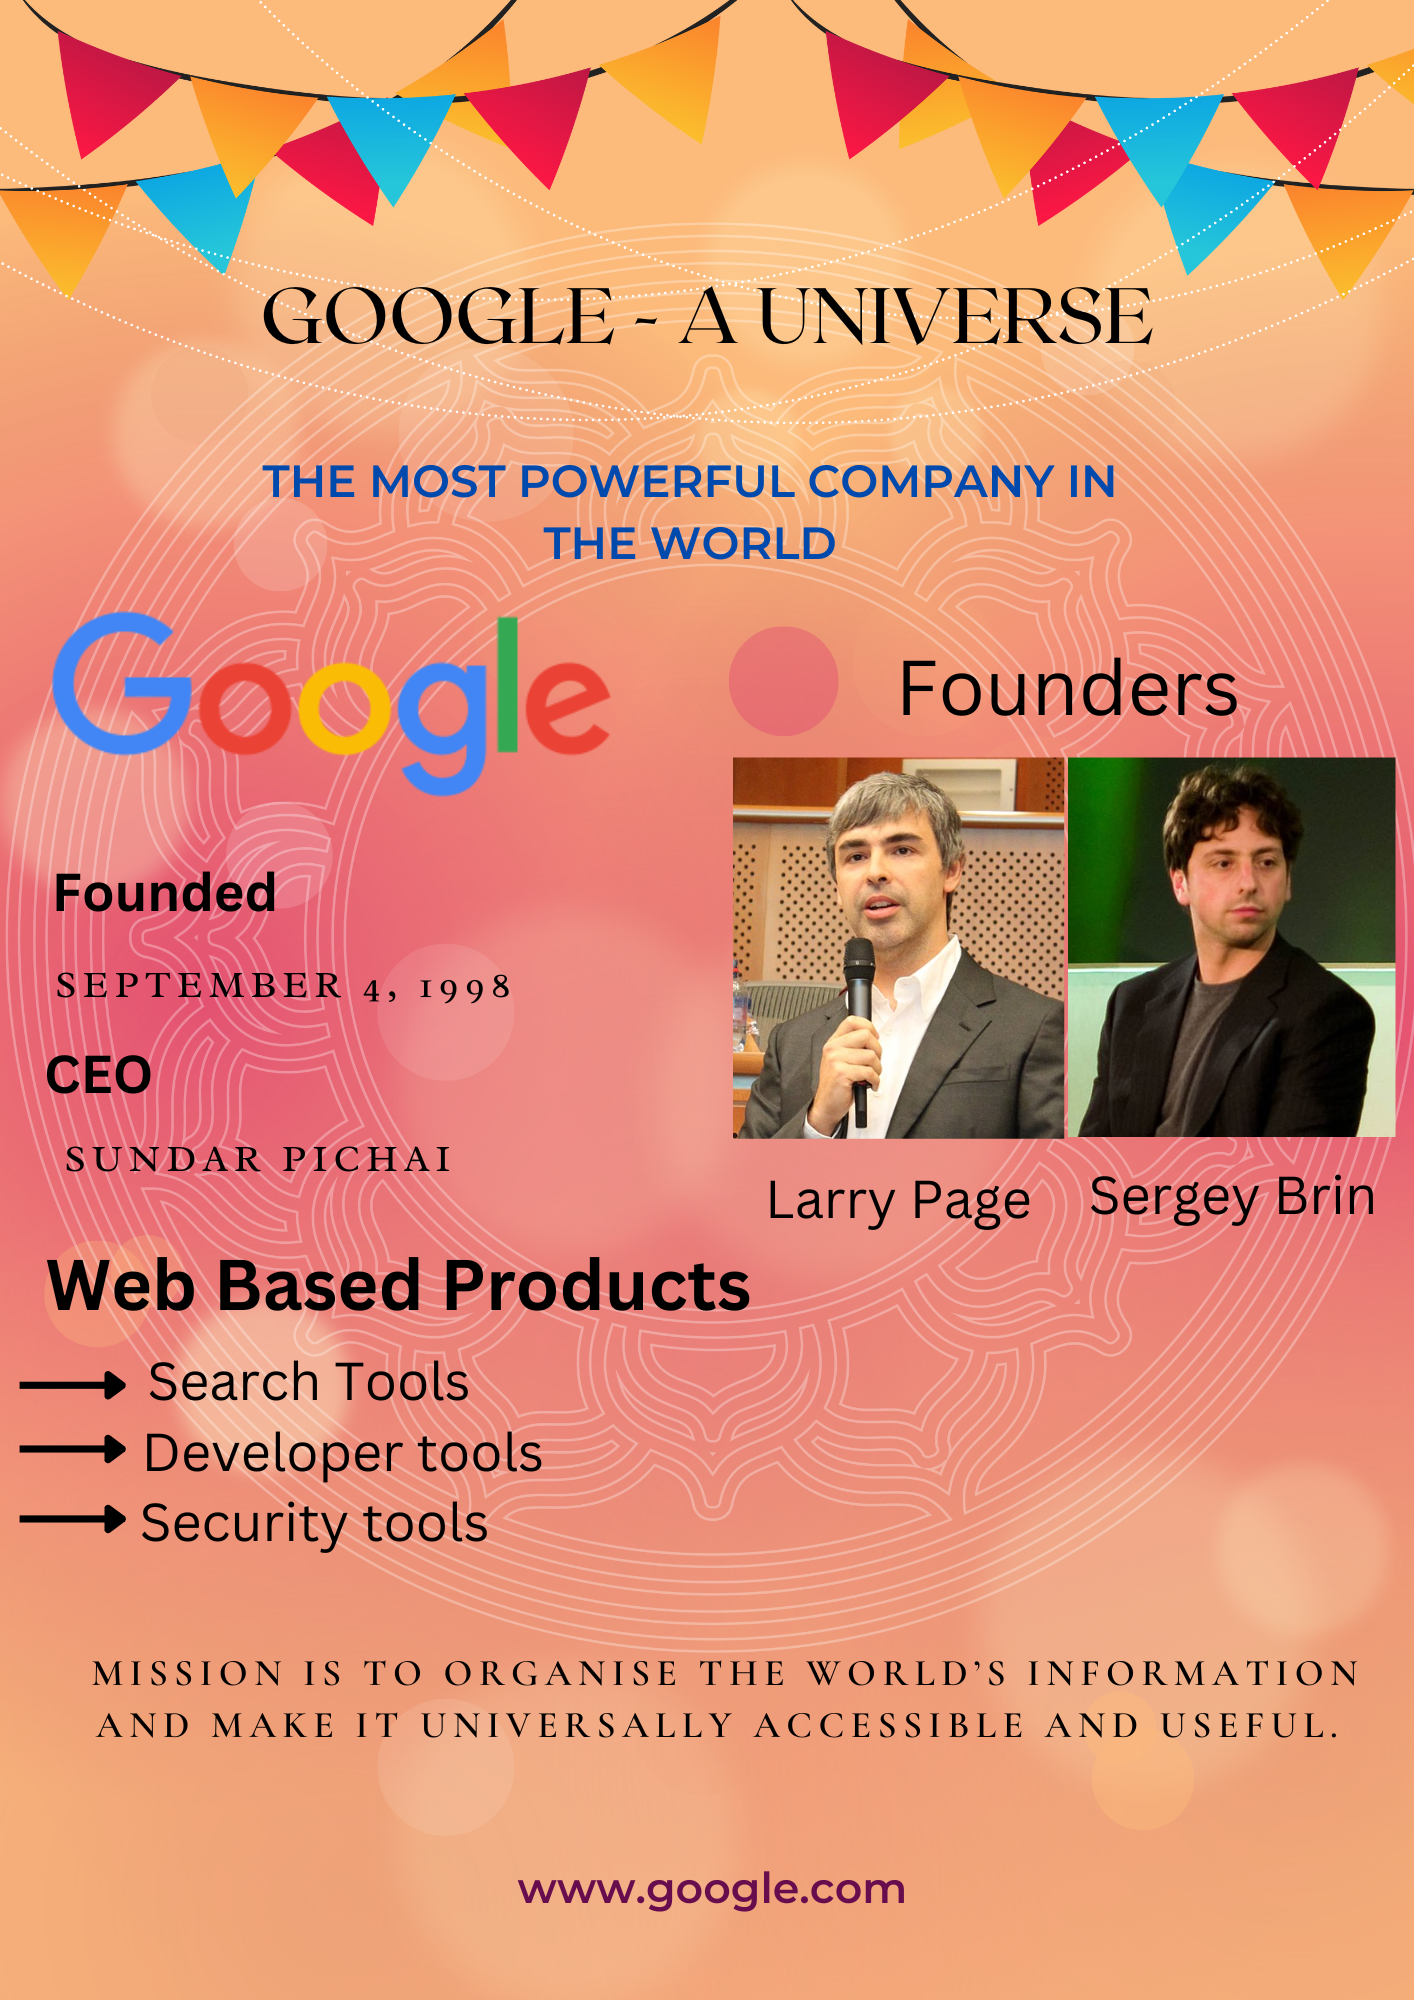 GOOGLE - A UNIVERSE
THE MOST POWERFUL COMPANY IN
THE WORLD
Google
Founders
Founded
SEPTEMBER 4, 1998
CEO
SUNDAR PICHAI
Larry Page
Sergey Brin
Web Based Products
Search Tools
Developer tools
Security tools
MISSION IS TO ORGANISE THE WORLD'S INFORMATION
AND MAKE IT UNIVERSALLY ACCESSIBLE AND USEFUL.
www.google.com